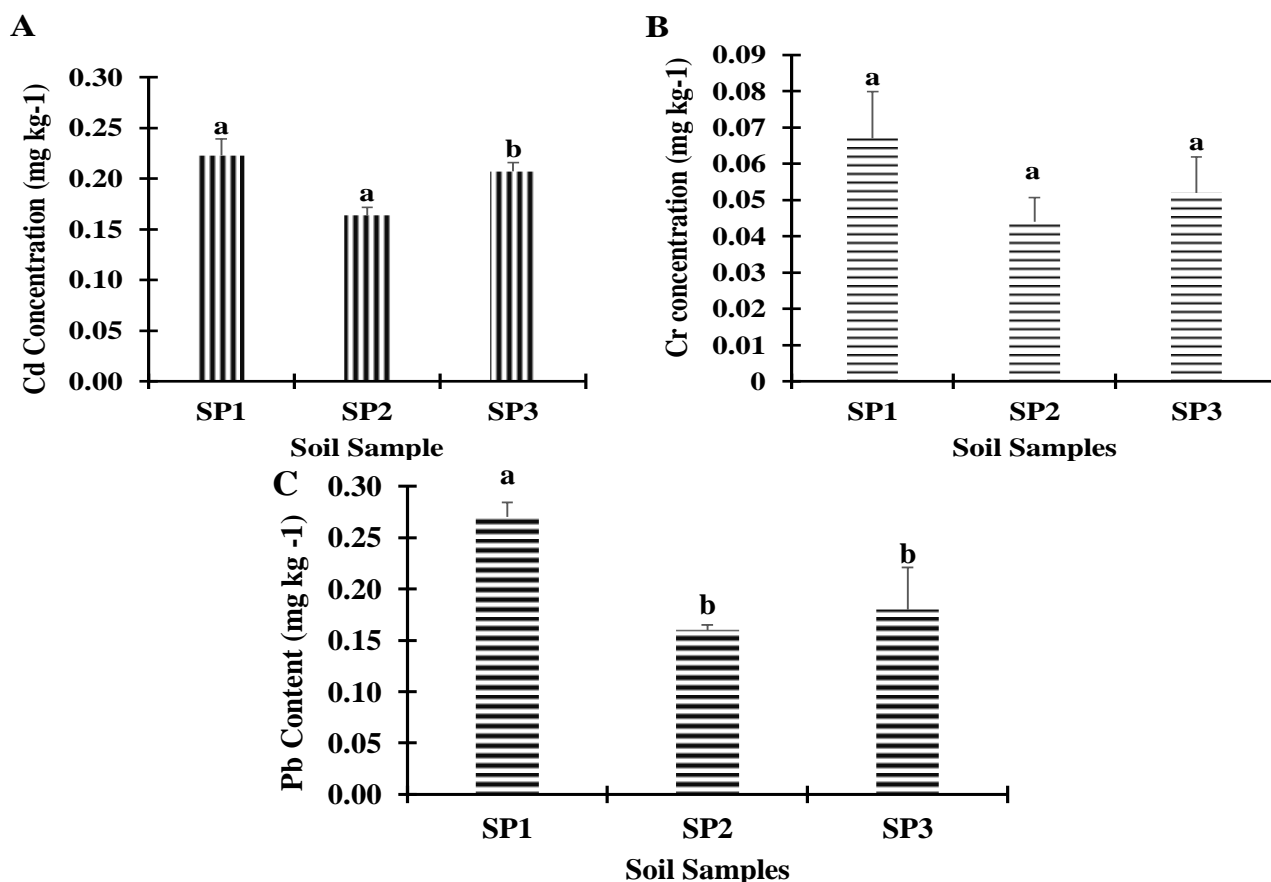 A
Cd Concentration (mg kg-1)
0.30
0.25
0.20
0.15
0.10
0.05
0.00
a
a
b
SP1 SP2 SP3
Soil Sample
B
Cr concentration (mg kg-1)
0.09
0.08
0.07
0.06
0.05
0.04
0.03
0.02
0.01
0
a
a
a
SP1 SP2 SP3
Soil Samples
C
Pb Content (mg kg -1)
0.30
0.25
0.20
0.15
0.10
0.05
0.00
a
b
b
SP1 SP2 SP3
Soil Samples